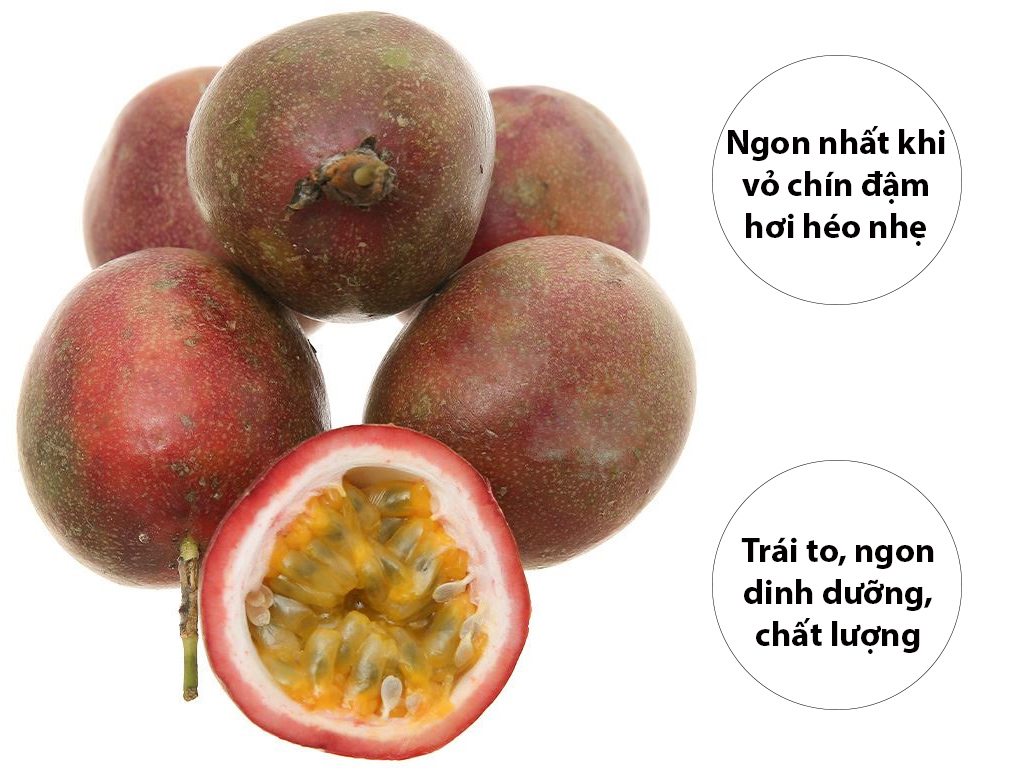 Ngon nhất khi
vỏ chín đậm
hơi héo nhẹ
Trái to, ngon
dinh dưỡng,
chất lượng